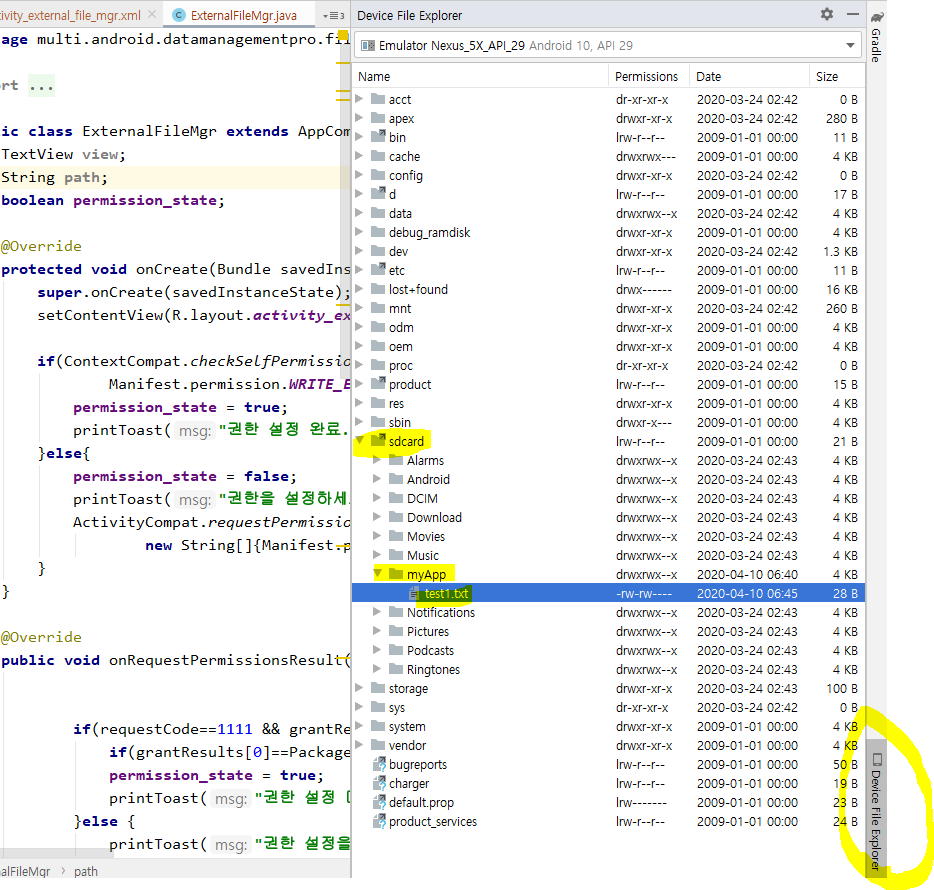 tivity_external_file_mgr.xml
ExternalFileMgr.java
3
age multi.android.datamanagementpro.fil
rt ...
ic class ExternalFileMgr extends AppCom
TextView view;
String path;
boolean permission_state;
@Override
protected void onCreate(Bundle savedIns
super.onCreate(savedInstanceState);
setContentView(R.layout.activity_ex
if(ContextCompat.checkSelfPermissio
Manifest.permission.WRITE_E
permission_state = true;
printToast( msg: "권한 설정 완료.
}else{
permission_state = false;
printToast( msg: "권한을 설정하세.
ActivityCompat.requestPermissio
new String[]{Manifest.p
}
}
@Override
public void onRequestPermissionsResult(
if(requestCode==1111 && grantRe
if(grantResults[0]==Package
permission_state = true;
printToast( msg: "권한 설정
}else {
printToast( msg: "권한 설정을
alFileMgr > path
Device File Explorer
Emulator Nexus_5X_API_29 Android 10, API 29
Name Permissions Date Size
acct dr-xr-xr-x 2020-03-24 02:42 0 B
apex drwxr-xr-x 2020-03-24 02:42 280 B
bin lrw-r--r-- 2009-01-01 00:00 11 B
cache drwxrwx--- 2009-01-01 00:00 4 KB
config drwxr-xr-x 2020-03-24 02:42 0 B
d lrw-r--r-- 2009-01-01 00:00 17 B
data drwxrwx--x 2020-03-24 02:42 4 KB
debug_ramdisk drwxr-xr-x 2009-01-01 00:00 4 KB
dev drwxr-xr-x 2020-03-24 02:42 1.3 KB
etc lrw-r--r-- 2009-01-01 00:00 11 B
lost+found drwx------ 2009-01-01 00:00 16 KB
mnt drwxr-xr-x 2020-03-24 02:42 260 B
odm drwxr-xr-x 2009-01-01 00:00 4 KB
oem drwxr-xr-x 2009-01-01 00:00 4 KB
proc dr-xr-xr-x 2020-03-24 02:42 0 B
product lrw-r--r-- 2009-01-01 00:00 15 B
res drwxr-xr-x 2009-01-01 00:00 4 KB
sbin drwxr-x--- 2009-01-01 00:00 4 KB
sdcard lrw-r--r-- 2009-01-01 00:00 21 B
Alarms drwxrwx--x 2020-03-24 02:43 4 KB
Android drwxrwx--x 2020-03-24 02:43 4 KB
DCIM drwxrwx--x 2020-03-24 02:43 4 KB
Download drwxrwx--x 2020-03-24 02:43 4 KB
Movies drwxrwx--x 2020-03-24 02:43 4 KB
Music drwxrwx--x 2020-03-24 02:43 4 KB
myApp drwxrwx--x 2020-04-10 06:40 4 KB
test1.txt -rw-rw---- 2020-04-10 06:45 28 B
Notifications drwxrwx--x 2020-03-24 02:43 4 KB
Pictures drwxrwx--x 2020-03-24 02:43 4 KB
Podcasts drwxrwx--x 2020-03-24 02:43 4 KB
Ringtones drwxrwx--x 2020-03-24 02:43 4 KB
storage drwxr-xr-x 2020-03-24 02:43 100 B
sys dr-xr-xr-x 2020-03-24 02:42 0 B
system drwxr-xr-x 2009-01-01 00:00 4 KB
vendor drwxr-xr-x 2009-01-01 00:00 4 KB
bugreports lrw-r--r-- 2009-01-01 00:00 50 B
charger lrw-r--r-- 2009-01-01 00:00 19 B
default.prop lrw------- 2009-01-01 00:00 23 B
product_services lrw-r--r-- 2009-01-01 00:00 24 B
Gradle
Device File Explorer